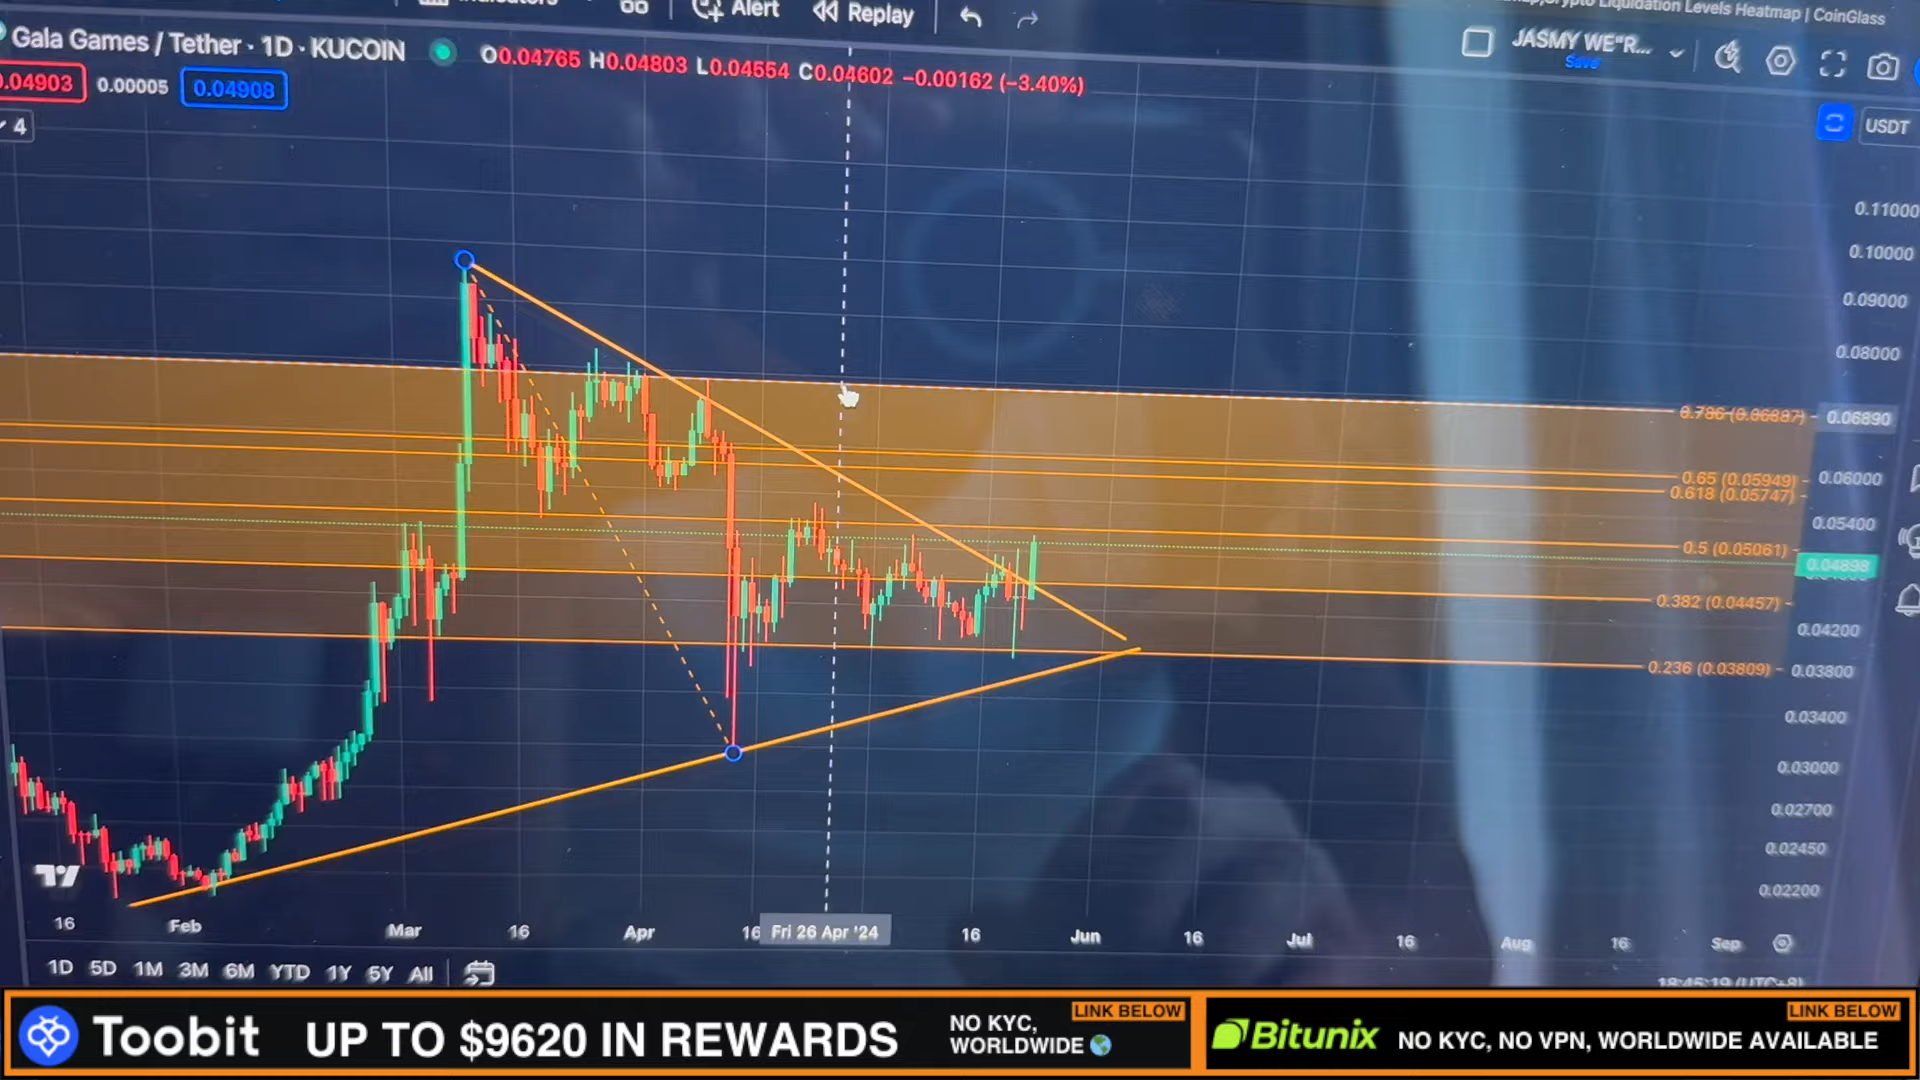 Alert
Replay
Liquidation Levels Heatmap | CoinGlass
Gala Games / Tether · 1D · KUCOIN
O0.04765 H0.04803 L0.04554 C0.04602 −0.00162 (−3.40%)
JASMY WE"R...
Save
0.04903
0.00005
0.04908
4
USDT
0.11000
0.10000
0.09000
0.08000
0.786 (0.06887)
0.06890
0.65 (0.05949)
0.06000
0.618 (0.05747)
0.05400
0.5 (0.05061)
0.04898
0.382 (0.04457)
0.04200
0.236 (0.03809)
0.03800
0.03400
0.03000
0.02700
0.02450
0.02200
16 Feb Mar 16 Apr 16 Fri 26 Apr '24 16 Jun 16 Jul 16 Aug 16 Sep
1D 5D 1M 3M 6M YTD 1Y 5Y All
Toobit
UP TO $9620 IN REWARDS
NO KYC,
WORLDWIDE
LINK BELOW
Bitunix
NO KYC, NO VPN, WORLDWIDE AVAILABLE
LINK BELOW